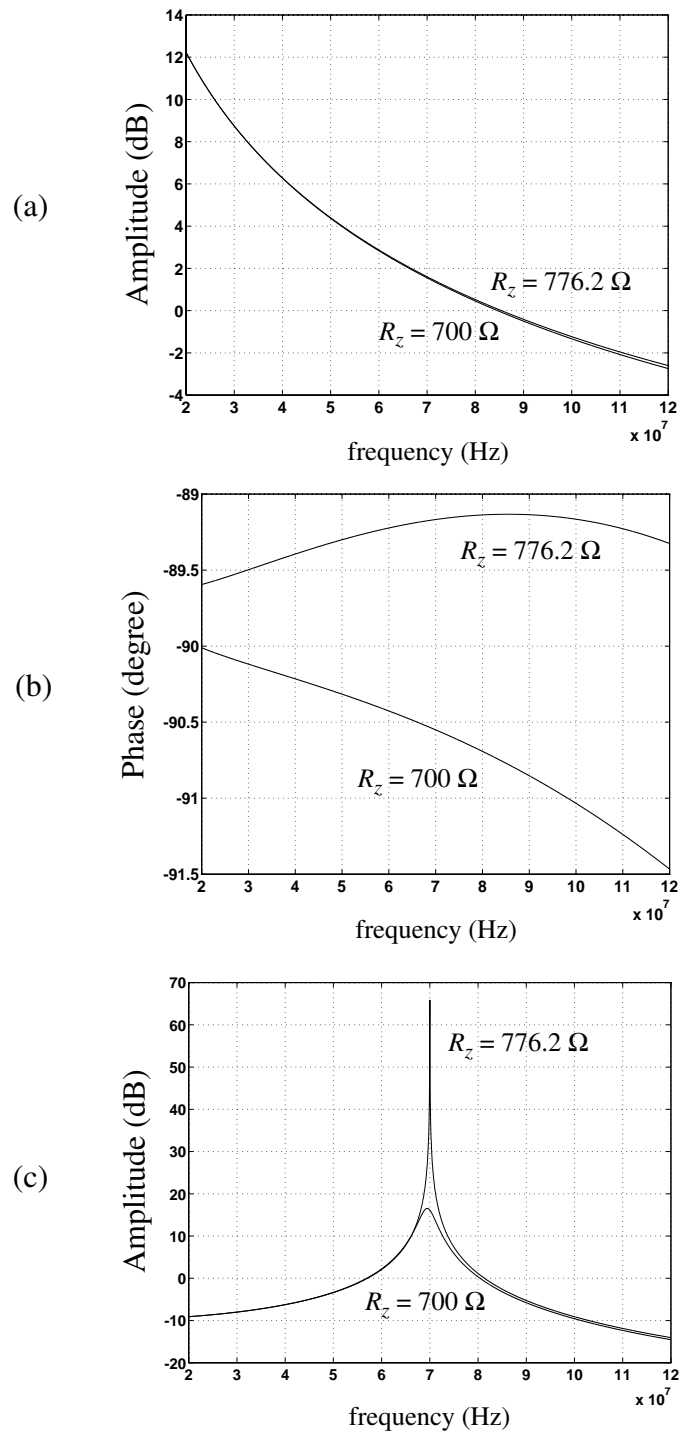 (a)
Amplitude (dB)
14
12
10
8
6
4
2
0
-2
-4
R_z = 776.2 Ω
R_z = 700 Ω
2 3 4 5 6 7 8 9 10 11 12
x 10^7
frequency (Hz)
(b)
Phase (degree)
-89
-89.5
-90
-90.5
-91
-91.5
R_z = 776.2 Ω
R_z = 700 Ω
2 3 4 5 6 7 8 9 10 11 12
x 10^7
frequency (Hz)
(c)
Amplitude (dB)
70
60
50
40
30
20
10
0
-10
-20
R_z = 776.2 Ω
R_z = 700 Ω
2 3 4 5 6 7 8 9 10 11 12
x 10^7
frequency (Hz)